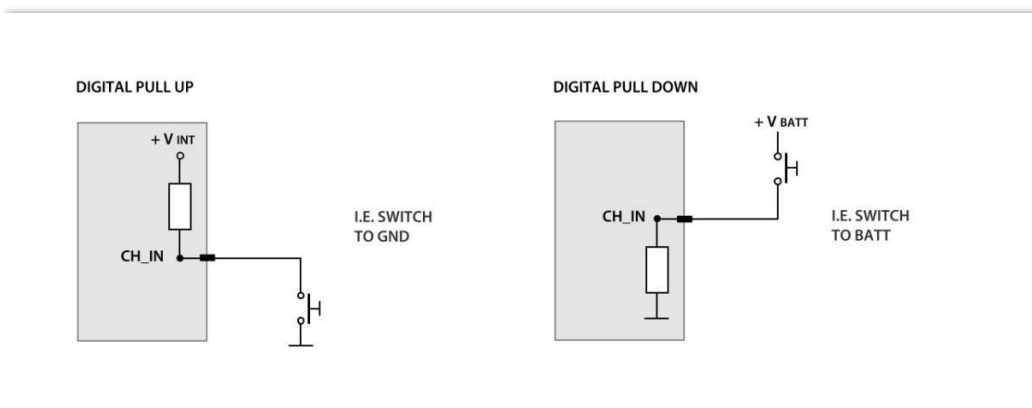 DIGITAL PULL UP
+ V INT
CH_IN
I.E. SWITCH
TO GND
DIGITAL PULL DOWN
+ V BATT
CH_IN
I.E. SWITCH
TO BATT